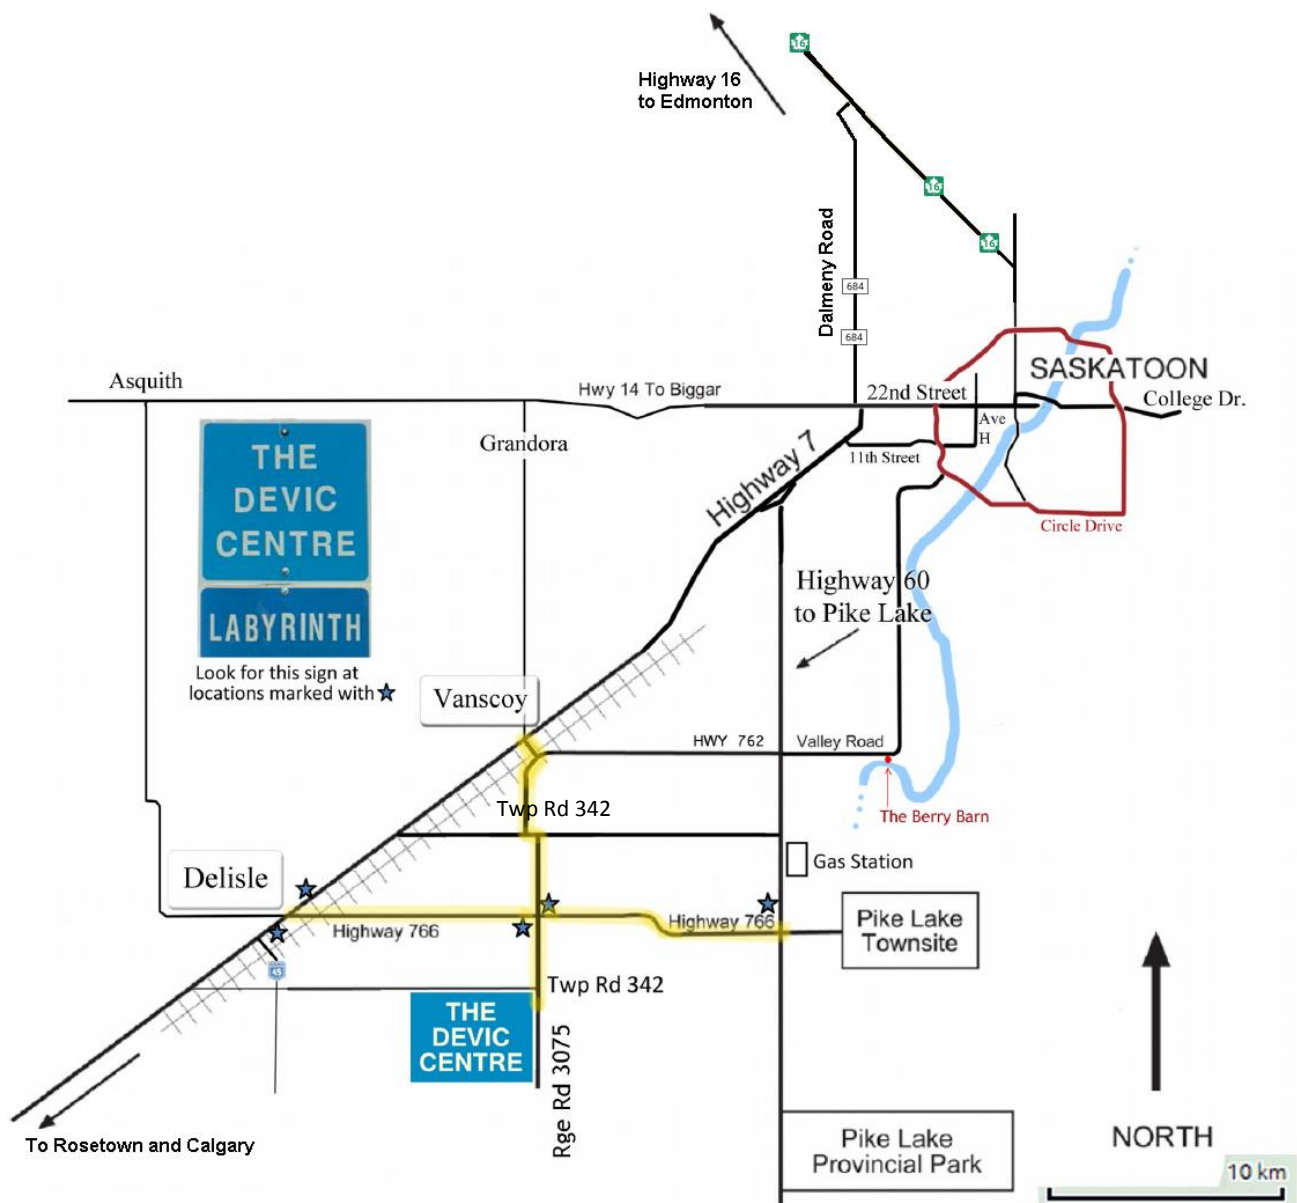 16
Highway 16
to Edmonton
16
16
Dalmeny Road
684
684
SASKATOON
Asquith
Hwy 14 To Biggar
22nd Street
College Dr.
Grandora
Ave
H
11th Street
Highway 7
Circle Drive
THE
DEVIC
CENTRE
LABYRINTH
Look for this sign at
locations marked with
Highway 60
to Pike Lake
Vanscoy
HWY 762
Valley Road
Twp Rd 342
The Berry Barn
Gas Station
Delisle
Highway 766
Highway 766
Pike Lake
Townsite
45
Twp Rd 342
THE
DEVIC
CENTRE
Rge Rd 3075
To Rosetown and Calgary
Pike Lake
Provincial Park
NORTH
10 km